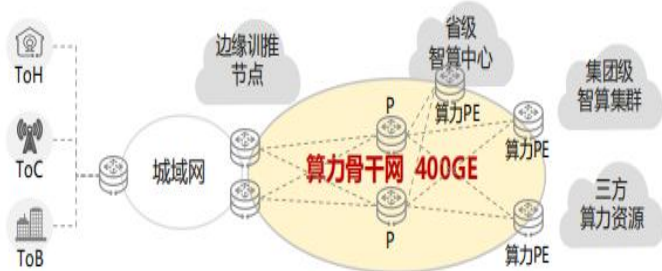 ToH
ToC
ToB
城域网
边缘训推
节点
省级
智算中心
集团级
智算集群
三方
算力资源
P
算力骨干网 400GE
P
算力PE
算力PE
算力PE